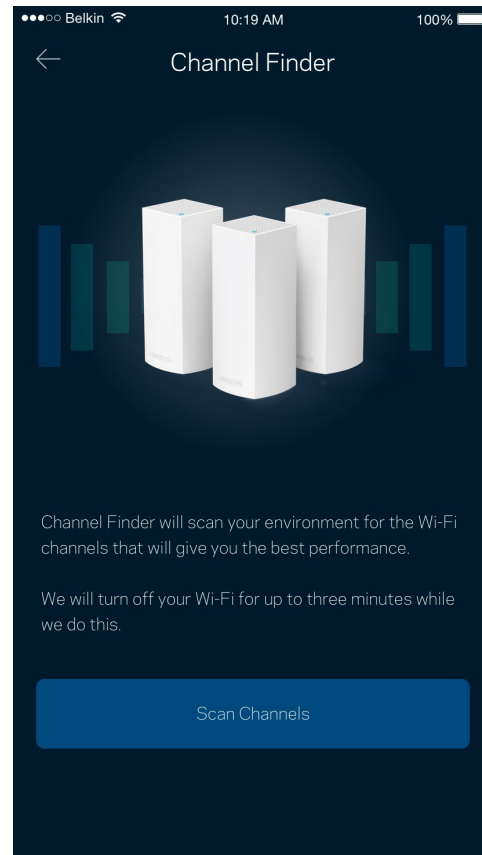 Belkin 10:19 AM 100%
Channel Finder
Channel Finder will scan your environment for the Wi-Fi
channels that will give you the best performance.
We will turn off your Wi-Fi for up to three minutes while
we do this.
Scan Channels